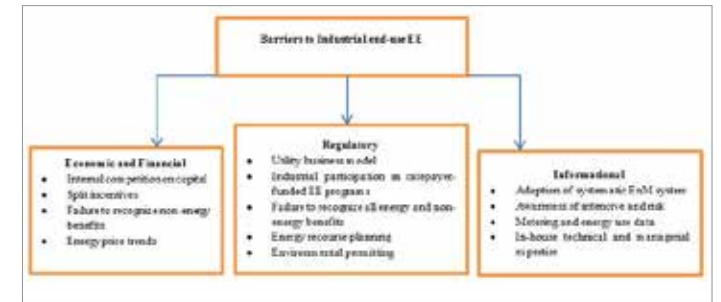 Barriers to Industrial end-use EE
Economic and Financial
• Internal competition on capital
• Split incentives
• Failure to recognize non-energy
benefits
• Energy price trends
Regulatory
• Utility business model
• Industrial participation in ratepayer-
funded EE programs
• Failure to recognize all energy and non-
energy benefits
• Energy recourse planning
• Environmental permitting
Informational
• Adoption of systematic EnM system
• Awareness of intensive and risk
• Metering and energy use data
• In-house technical and managerial
expertise